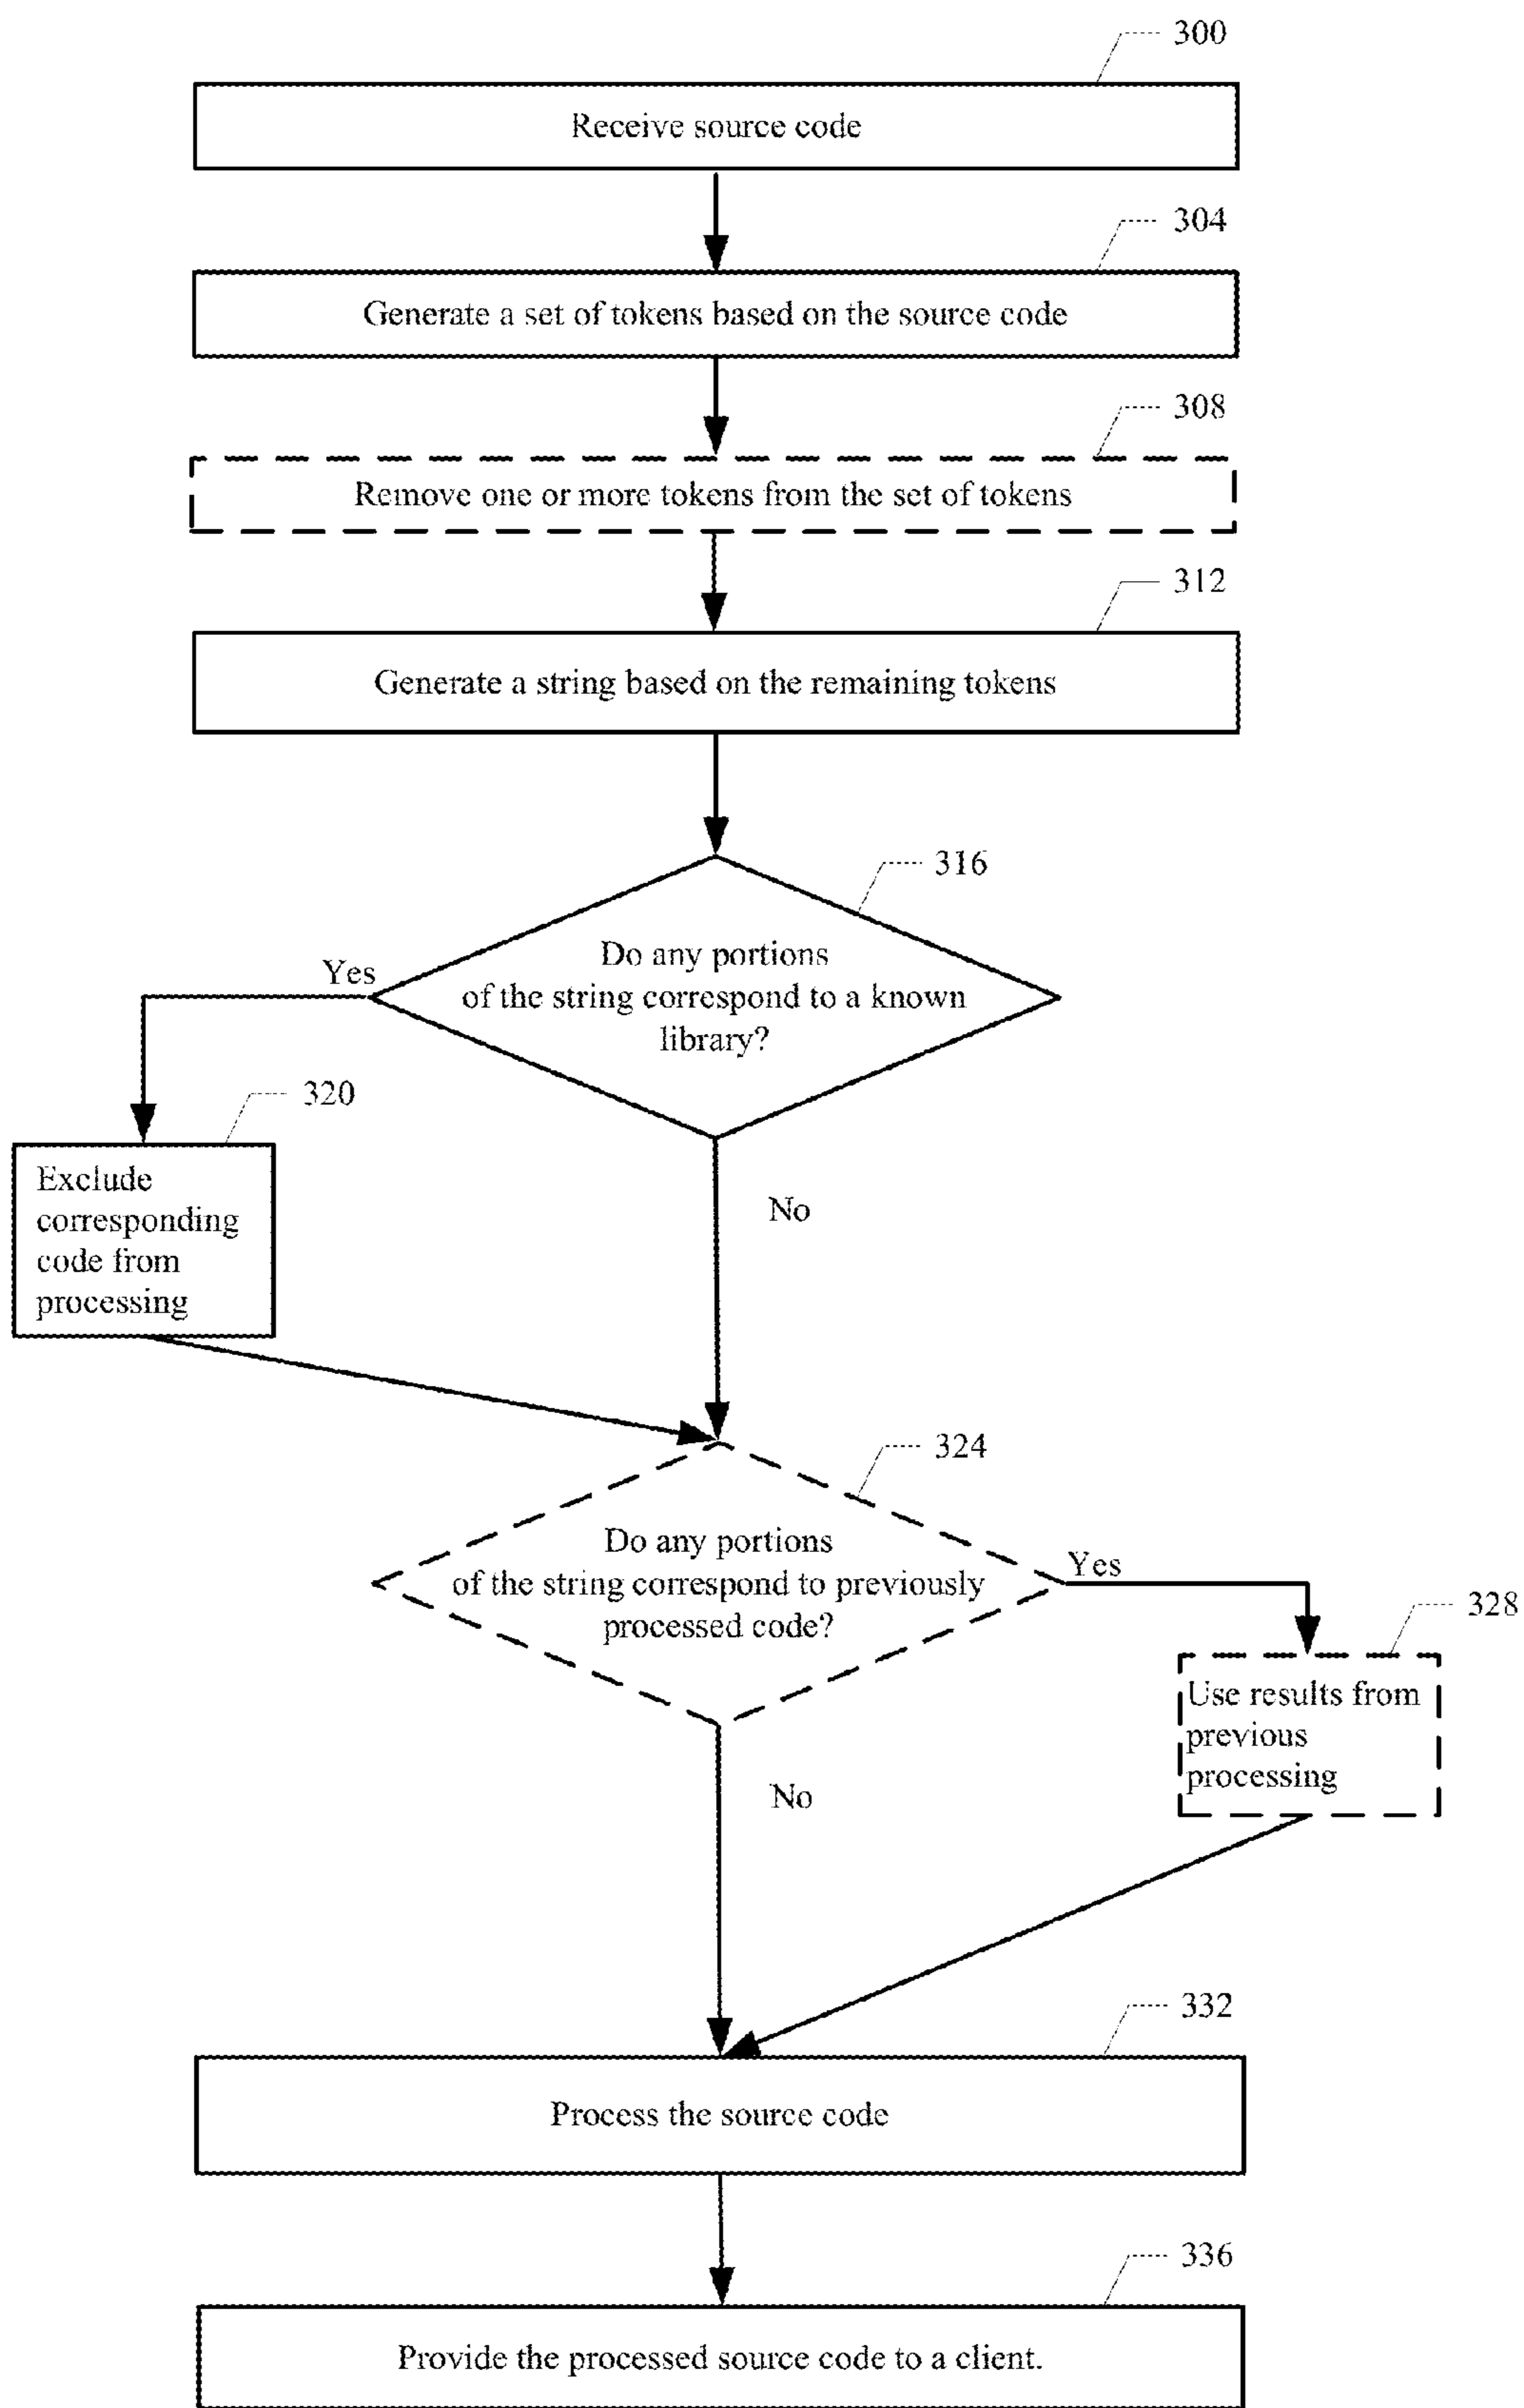 300
Receive source code
304
Generate a set of tokens based on the source code
308
Remove one or more tokens from the set of tokens
312
Generate a string based on the remaining tokens
316
Do any portions
of the string correspond to a known
library?
Yes
No
320
Exclude
corresponding
code from
processing
324
Do any portions
of the string correspond to previously
processed code?
Yes
No
328
Use results from
previous
processing
332
Process the source code
336
Provide the processed source code to a client.